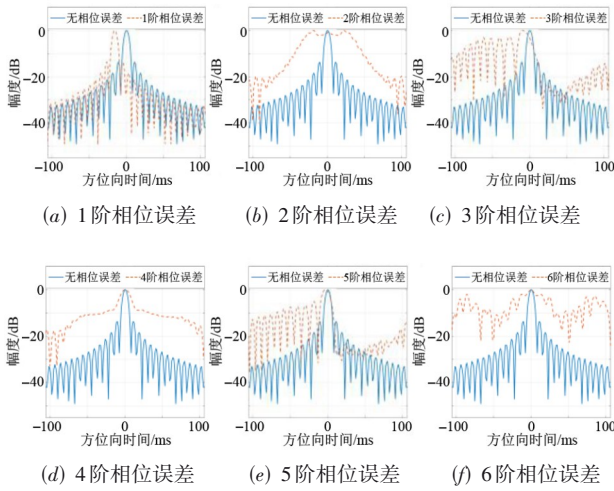 无相位误差 1阶相位误差
0
−20
−40
幅度/dB
−100 0 100
方位向时间/ms
(a) 1阶相位误差
无相位误差 2阶相位误差
0
−20
−40
幅度/dB
−100 0 100
方位向时间/ms
(b) 2阶相位误差
无相位误差 3阶相位误差
0
−20
−40
幅度/dB
−100 0 100
方位向时间/ms
(c) 3阶相位误差
无相位误差 4阶相位误差
0
−20
−40
幅度/dB
−100 0 100
方位向时间/ms
(d) 4阶相位误差
无相位误差 5阶相位误差
0
−20
−40
幅度/dB
−100 0 100
方位向时间/ms
(e) 5阶相位误差
无相位误差 6阶相位误差
0
−20
−40
幅度/dB
−100 0 100
方位向时间/ms
(f) 6阶相位误差